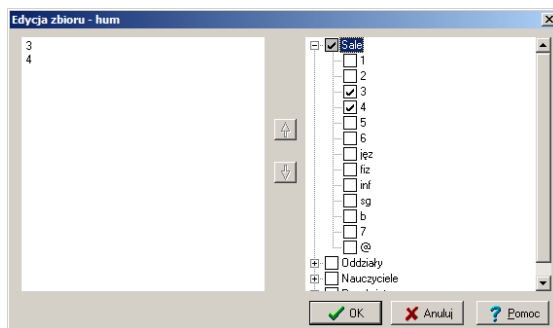 Edycja zbioru - hum
3
4
Sale
1
2
3
4
5
6
jęz
fiz
inf
sg
b
7
@
Oddziały
Nauczyciele
OK
Anuluj
Pomoc